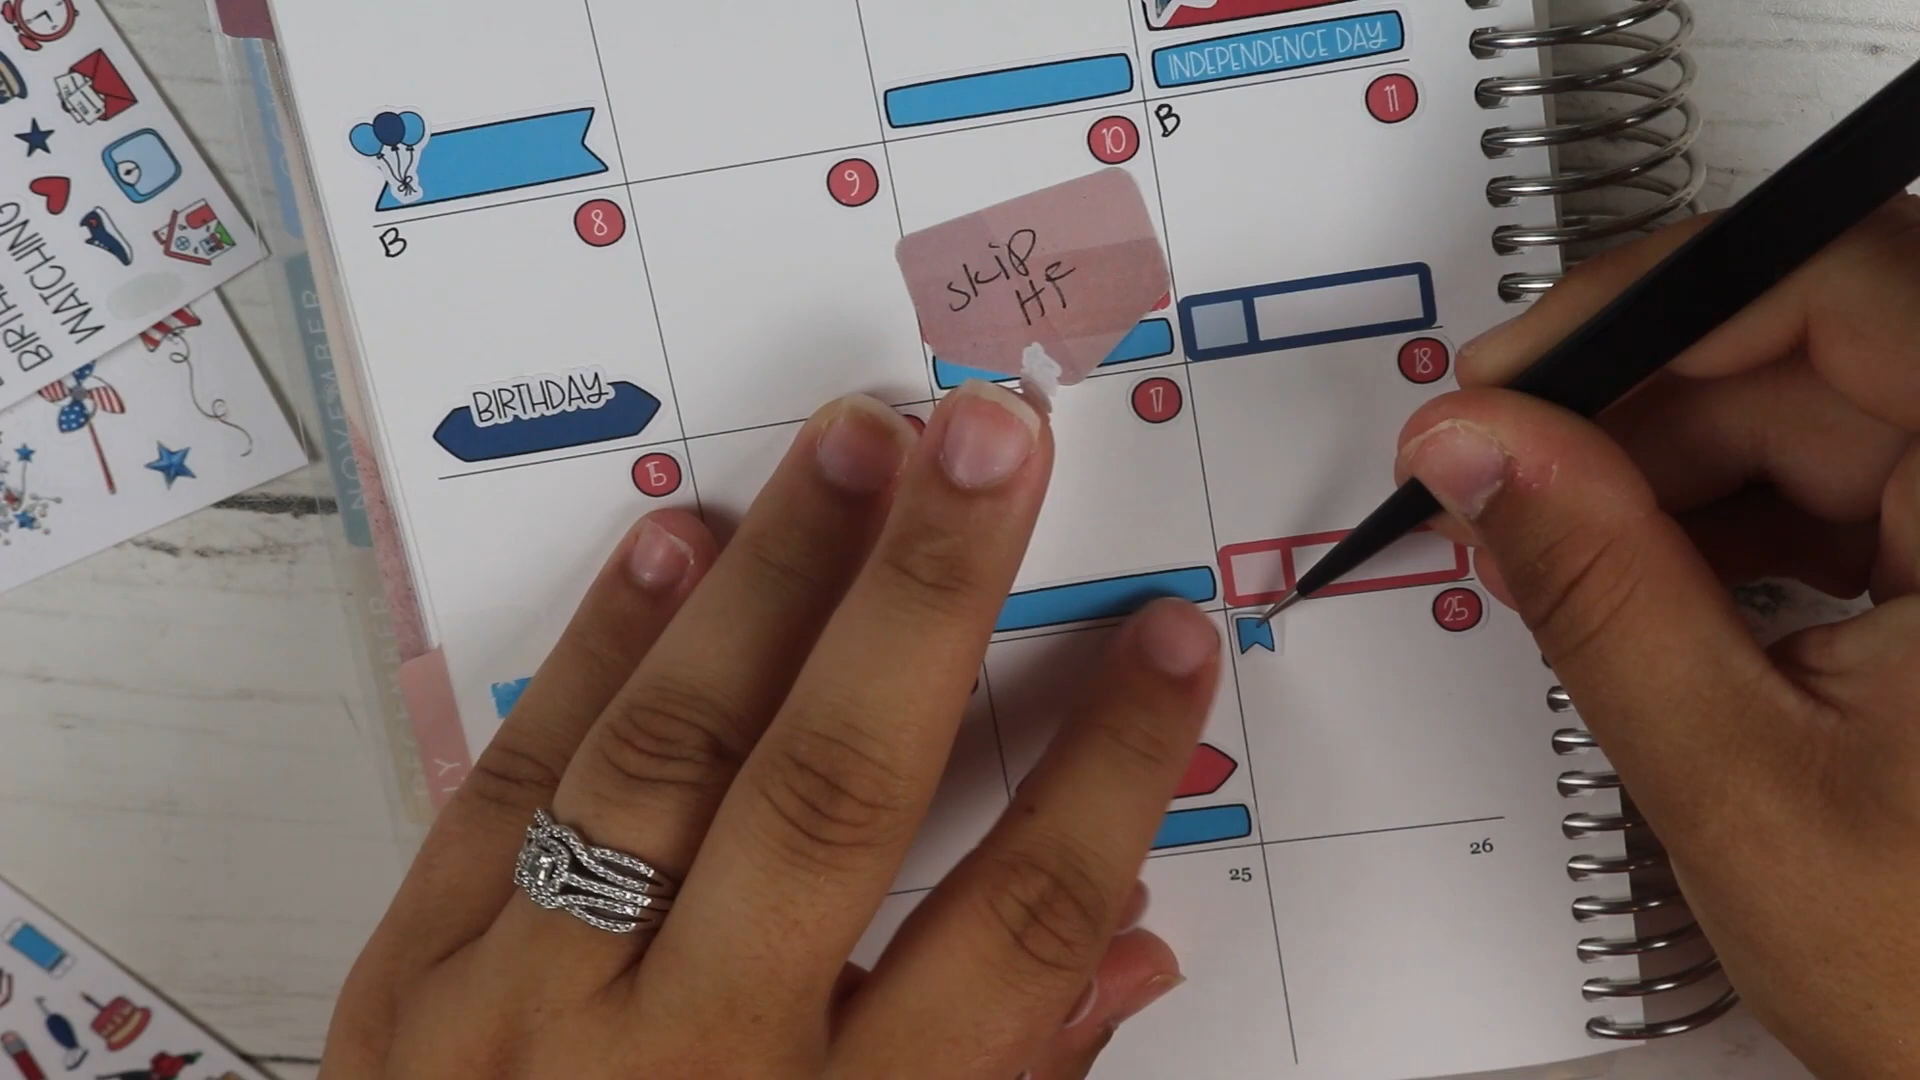 INDEPENDENCE DAY
B
11
10
9
8
B
skip
HF
18
17
BIRTHDAY
15
25
25
26
WATCHING
NOVEMBER